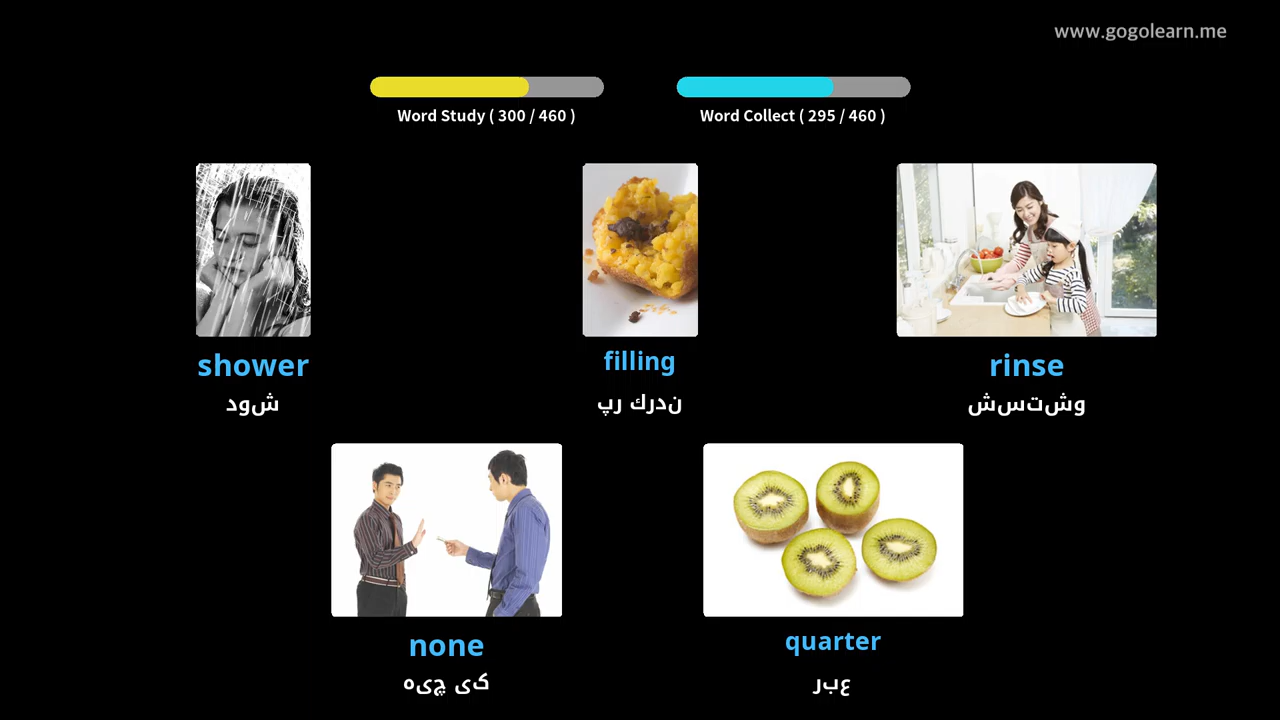 www.gogolearn.me
Word Study ( 300 / 460 )
Word Collect ( 295 / 460 )
shower
شود
filling
ندرك رپ
rinse
وشتسش
none
کی چیه
quarter
عبر